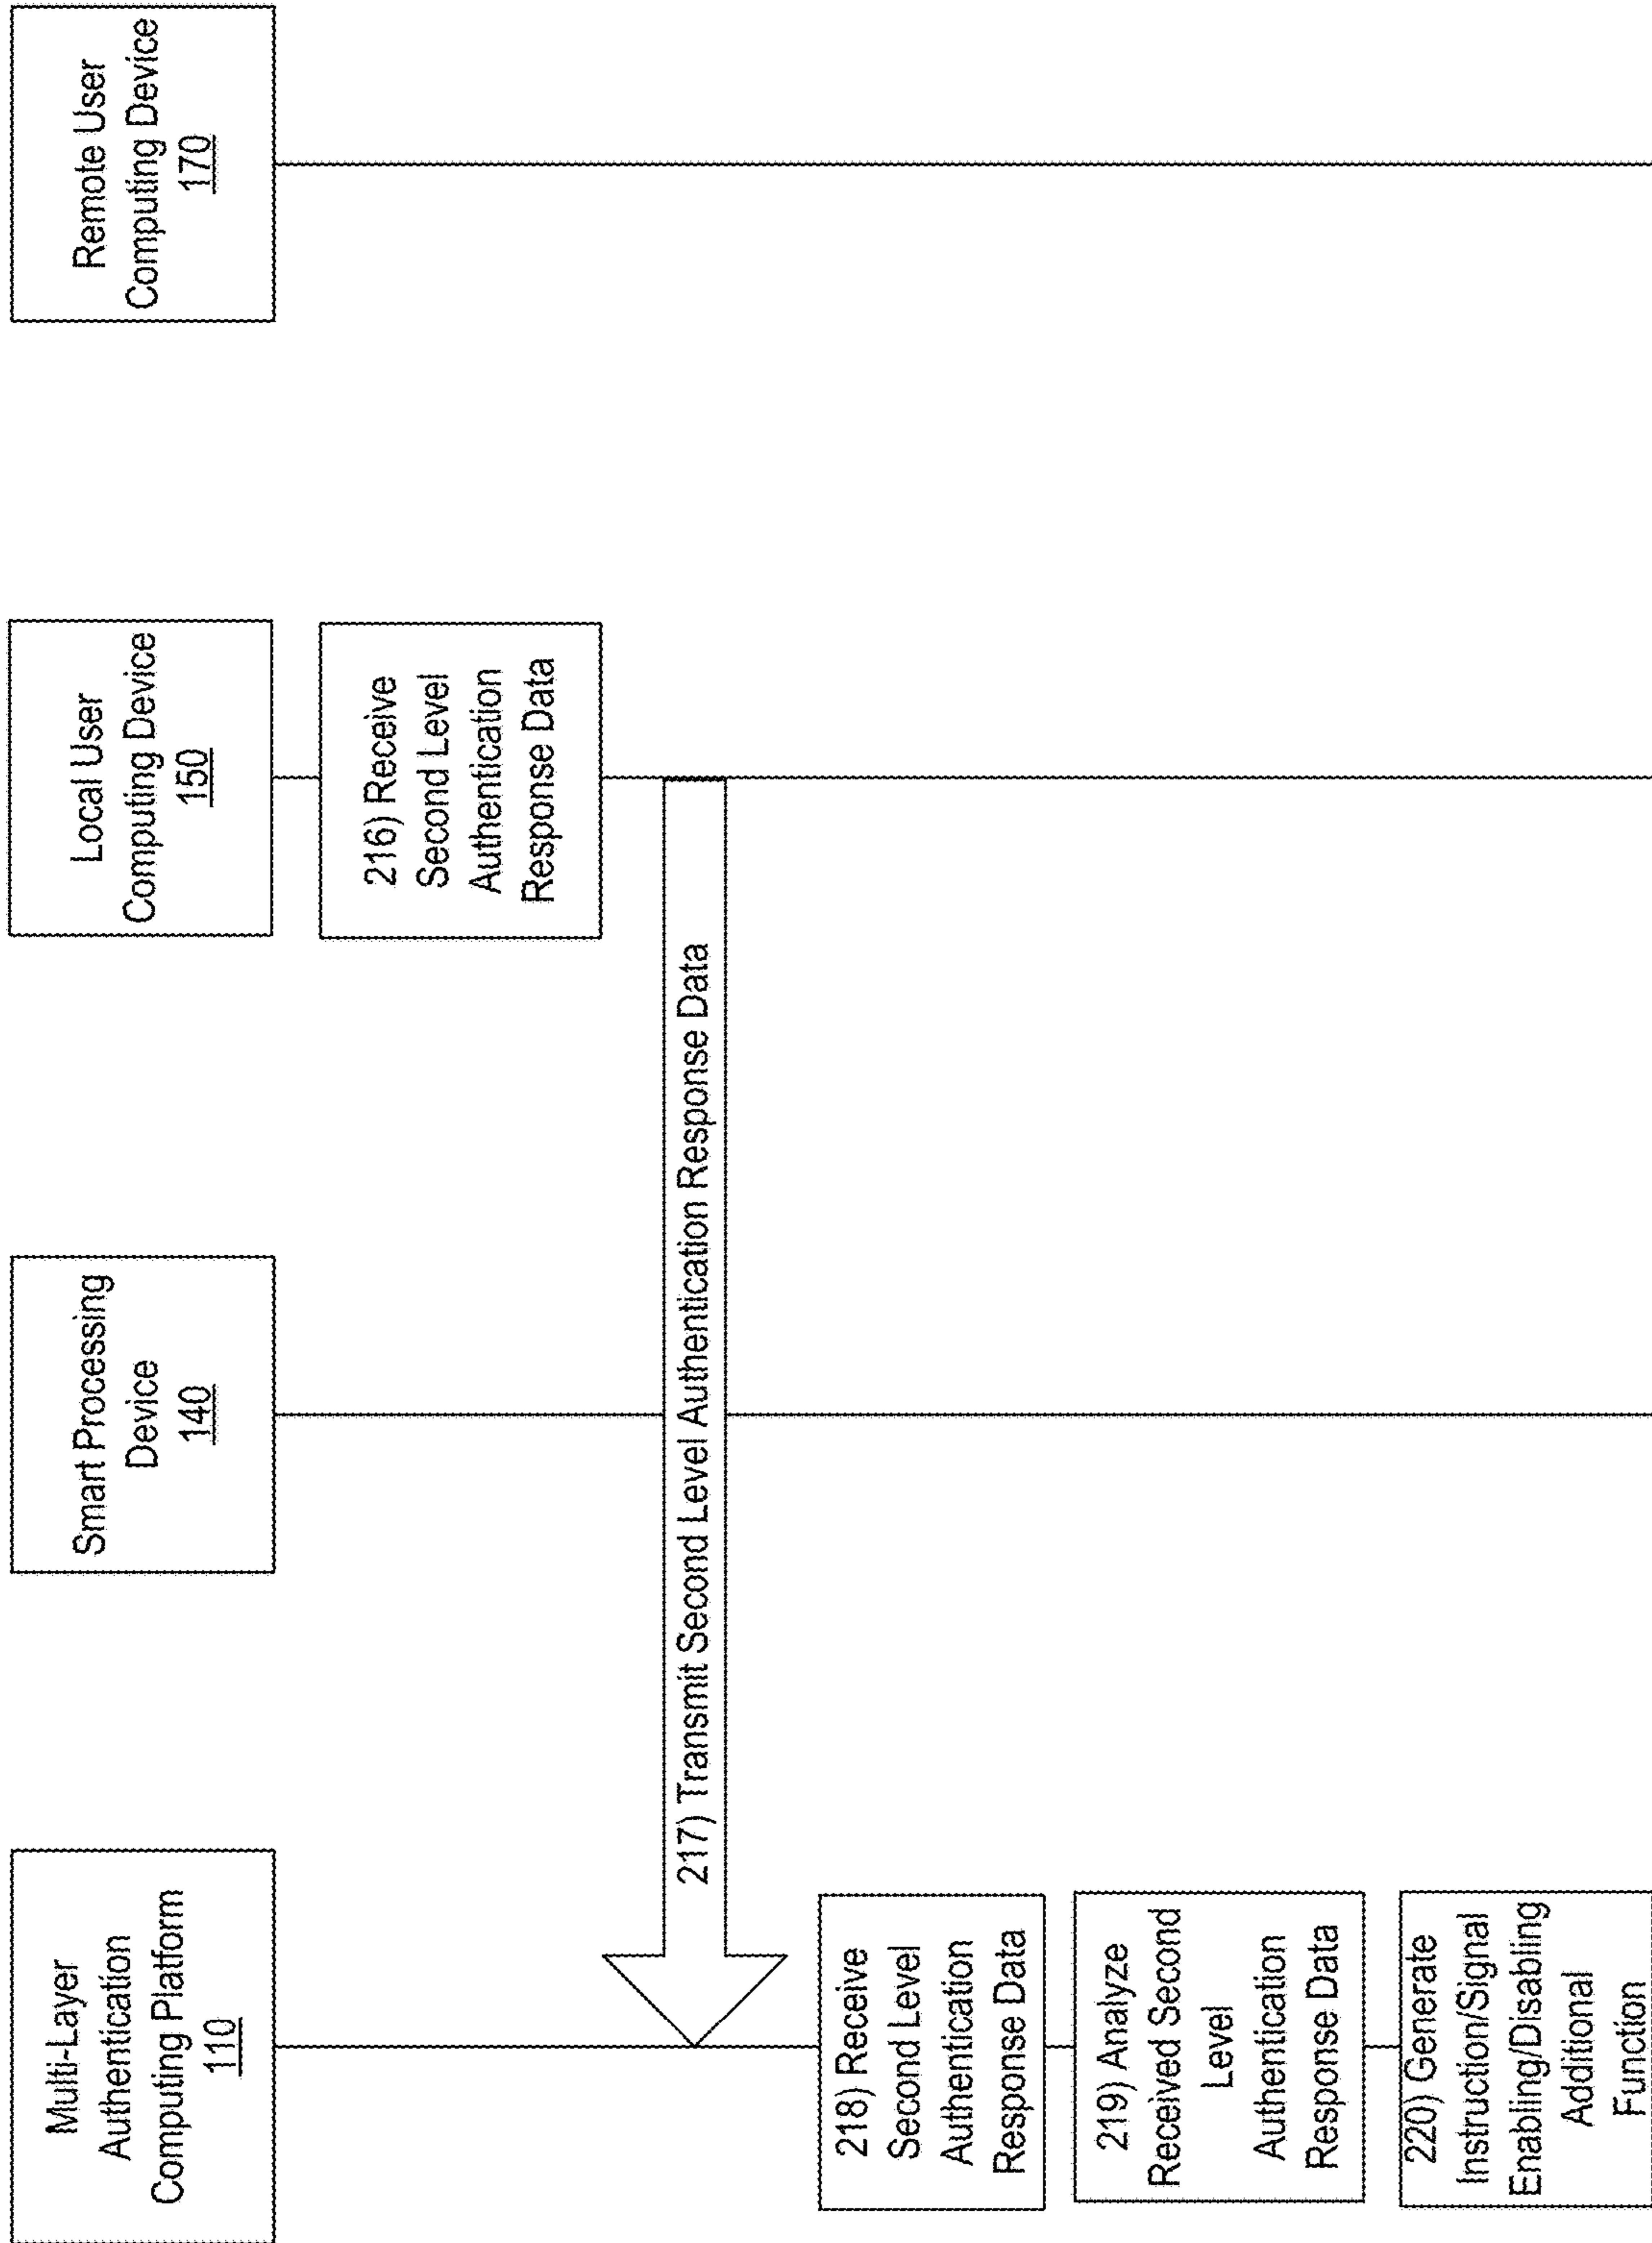 Multi-Layer
Authentication
Computing Platform
110
Smart Processing
Device
140
Local User
Computing Device
150
Remote User
Computing Device
170
216) Receive
Second Level
Authentication
Response Data
217) Transmit Second Level Authentication Response Data
218) Receive
Second Level
Authentication
Response Data
219) Analyze
Received Second
Level
Authentication
Response Data
220) Generate
Instruction/Signal
Enabling/Disabling
Additional
Function